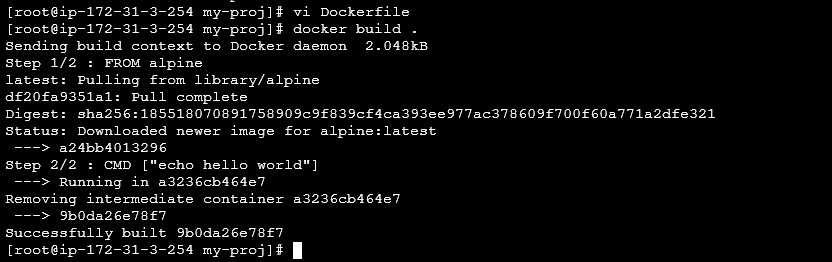 [root@ip-172-31-3-254 my-proj]# vi Dockerfile
[root@ip-172-31-3-254 my-proj]# docker build .
Sending build context to Docker daemon  2.048kB
Step 1/2 : FROM alpine
latest: Pulling from library/alpine
df20fa9351a1: Pull complete
Digest: sha256:185518070891758909c9f839cf4ca393ee977ac378609f700f60a771a2dfe321
Status: Downloaded newer image for alpine:latest
 ---> a24bb4013296
Step 2/2 : CMD ["echo hello world"]
 ---> Running in a3236cb464e7
Removing intermediate container a3236cb464e7
 ---> 9b0da26e78f7
Successfully built 9b0da26e78f7
[root@ip-172-31-3-254 my-proj]#